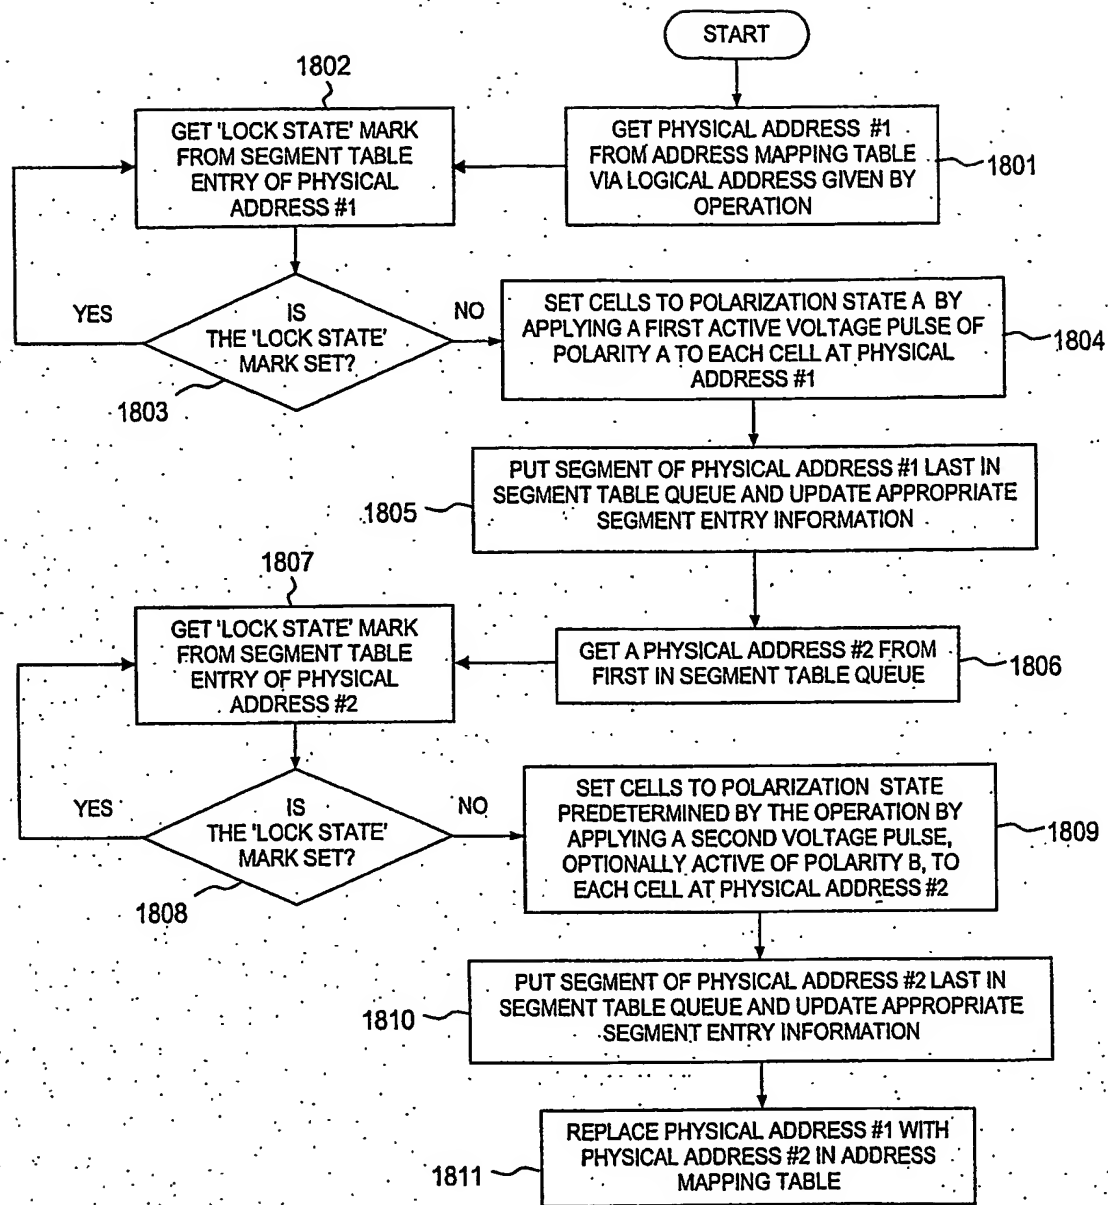 START
1802
GET 'LOCK STATE' MARK
FROM SEGMENT TABLE
ENTRY OF PHYSICAL
ADDRESS #1
GET PHYSICAL ADDRESS #1
FROM ADDRESS MAPPING TABLE
VIA LOGICAL ADDRESS GIVEN BY
OPERATION
1801
YES
IS
THE 'LOCK STATE'
MARK SET?
NO
1803
SET CELLS TO POLARIZATION STATE A BY
APPLYING A FIRST ACTIVE VOLTAGE PULSE OF
POLARITY A TO EACH CELL AT PHYSICAL
ADDRESS #1
1804
PUT SEGMENT OF PHYSICAL ADDRESS #1 LAST IN
SEGMENT TABLE QUEUE AND UPDATE APPROPRIATE
SEGMENT ENTRY INFORMATION
1805
1807
GET 'LOCK STATE' MARK
FROM SEGMENT TABLE
ENTRY OF PHYSICAL
ADDRESS #2
GET A PHYSICAL ADDRESS #2 FROM
FIRST IN SEGMENT TABLE QUEUE
1806
YES
IS
THE 'LOCK STATE'
MARK SET?
NO
1808
SET CELLS TO POLARIZATION STATE
PREDETERMINED BY THE OPERATION BY
APPLYING A SECOND VOLTAGE PULSE,
OPTIONALLY ACTIVE OF POLARITY B, TO
EACH CELL AT PHYSICAL ADDRESS #2
1809
PUT SEGMENT OF PHYSICAL ADDRESS #2 LAST IN
SEGMENT TABLE QUEUE AND UPDATE APPROPRIATE
SEGMENT ENTRY INFORMATION
1810
REPLACE PHYSICAL ADDRESS #1 WITH
PHYSICAL ADDRESS #2 IN ADDRESS
MAPPING TABLE
1811